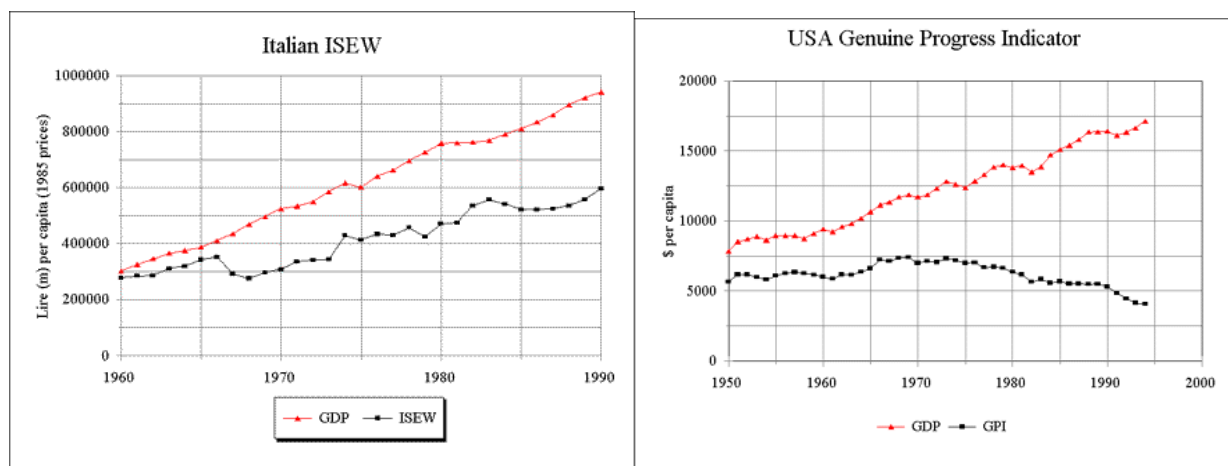 Italian ISEW
Lire (m) per capita (1985 prices)
1000000
800000
600000
400000
200000
0
1960 1970 1980 1990
GDP ISEW
USA Genuine Progress Indicator
$ per capita
20000
15000
10000
5000
0
1950 1960 1970 1980 1990 2000
GDP GPI